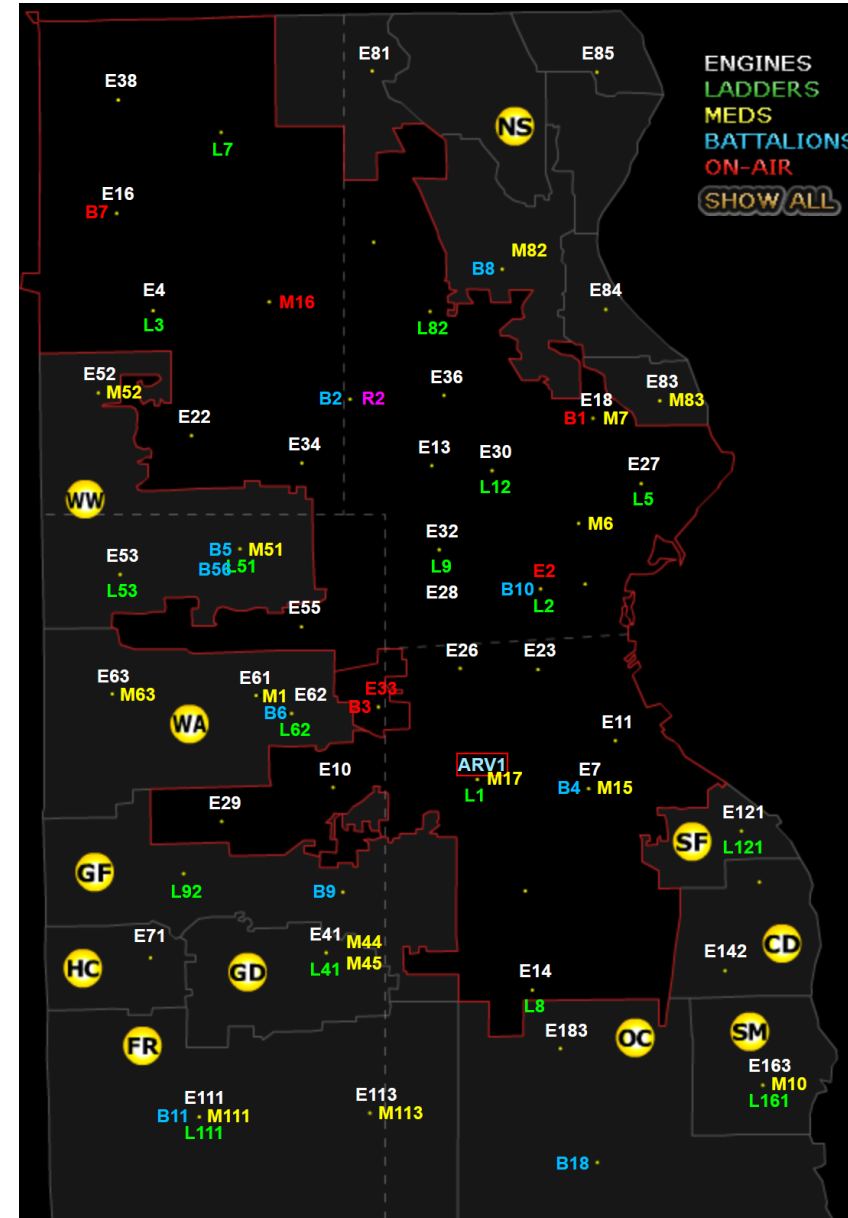 E81
E85
ENGINES
LADDERS
MEDS
BATTALIONS
ON-AIR
SHOW ALL
E38
NS
L7
E16
B7
M82
B8
E4
L3
M16
L82
E84
E52
M52
E36
E83
M83
B2 R2
E18
B1 M7
E22
E34
E13
E30
L12
E27
L5
WW
M6
E53
L53
B5 M51
B56 L51
E32
L9
E28
E2
B10
L2
E55
E26
E23
E63
M63
E61
M1
E62
B6
L62
E33
B3
WA
E11
ARV1
M17
L1
E7
B4 M15
E10
E29
E121
L121
SF
GF
L92
B9
E71
HC
GD
E41
M44
L41
M45
CD
E142
E14
L8
FR
E183
OC
SM
E163
M10
L161
E111
B11 M111
L111
E113
M113
B18